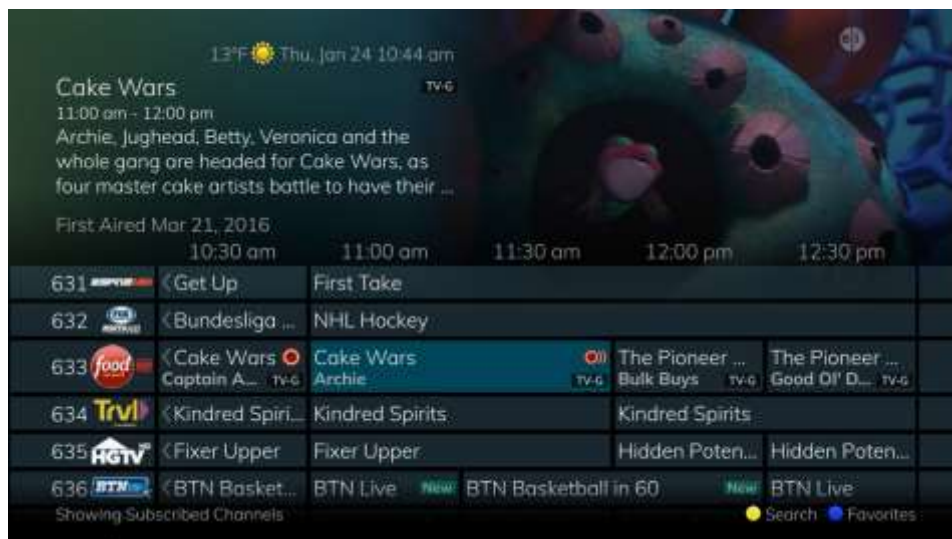 13°F Thu, Jan 24 10:44 am
Cake Wars TV-G
11:00 am - 12:00 pm
Archie, Jughead, Betty, Veronica and the
whole gang are headed for Cake Wars, as
four master cake artists battle to have their ...
First Aired Mar 21, 2016
10:30 am 11:00 am 11:30 am 12:00 pm 12:30 pm
631 Get Up First Take
632 FOX Bundesliga ... NHL Hockey
633 food Cake Wars Cake Wars The Pioneer ... The Pioneer ...
Captain A... TV-G Archie TV-G Bulk Buys TV-G Good Ol' D... TV-G
634 Trvl Kindred Spiri... Kindred Spirits Kindred Spirits
635 HGTV Fixer Upper Fixer Upper Hidden Poten... Hidden Poten...
636 BTN BTN Basket... BTN Live New BTN Basketball in 60 New BTN Live
Showing Subscribed Channels Search Favorites